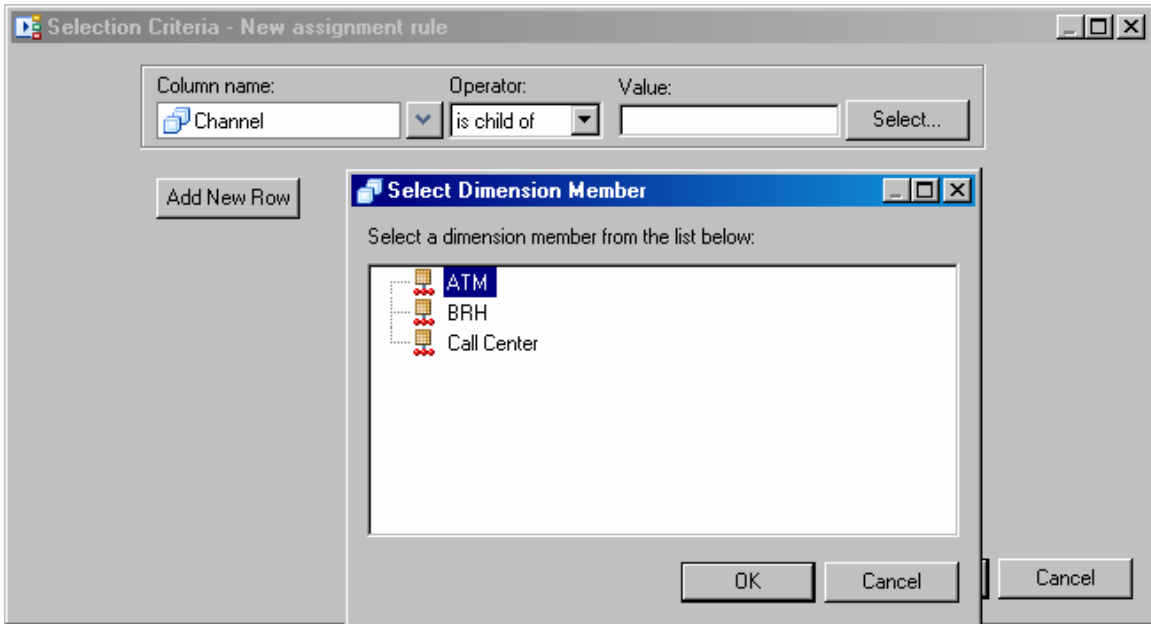 Selection Criteria - New assignment rule
Column name: Operator: Value:
Channel is child of Select...
Add New Row
Select Dimension Member
Select a dimension member from the list below:
ATM
BRH
Call Center
OK Cancel
Cancel